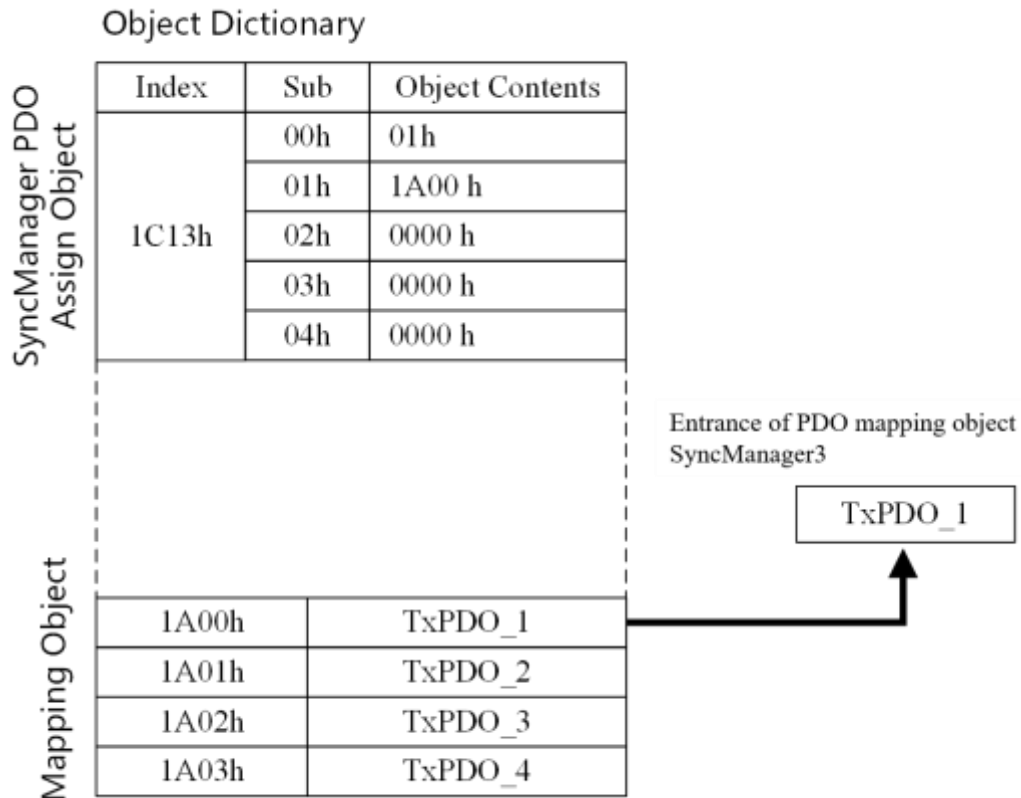 Object Dictionary
SyncManager PDO
Assign Object
Index Sub Object Contents
1C13h
00h 01h
01h 1A00 h
02h 0000 h
03h 0000 h
04h 0000 h
Entrance of PDO mapping object
SyncManager3
TxPDO_1
Mapping Object
1A00h TxPDO_1
1A01h TxPDO_2
1A02h TxPDO_3
1A03h TxPDO_4